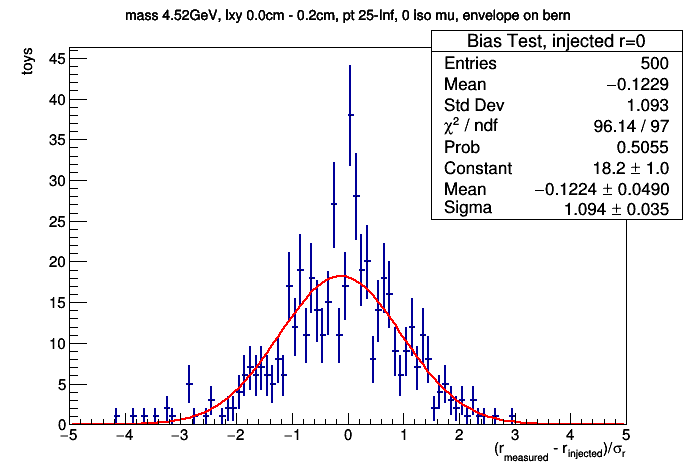 mass 4.52GeV, lxy 0.0cm - 0.2cm, pt 25-Inf, 0 Iso mu, envelope on bern
Bias Test, injected r=0
Entries 500
Mean −0.1229
Std Dev 1.093
χ² / ndf 96.14 / 97
Prob 0.5055
Constant 18.2 ± 1.0
Mean −0.1224 ± 0.0490
Sigma 1.094 ± 0.035
toys
45
40
35
30
25
20
15
10
5
0
−5 −4 −3 −2 −1 0 1 2 3 4 5
(r_measured - r_injected)/σ_r